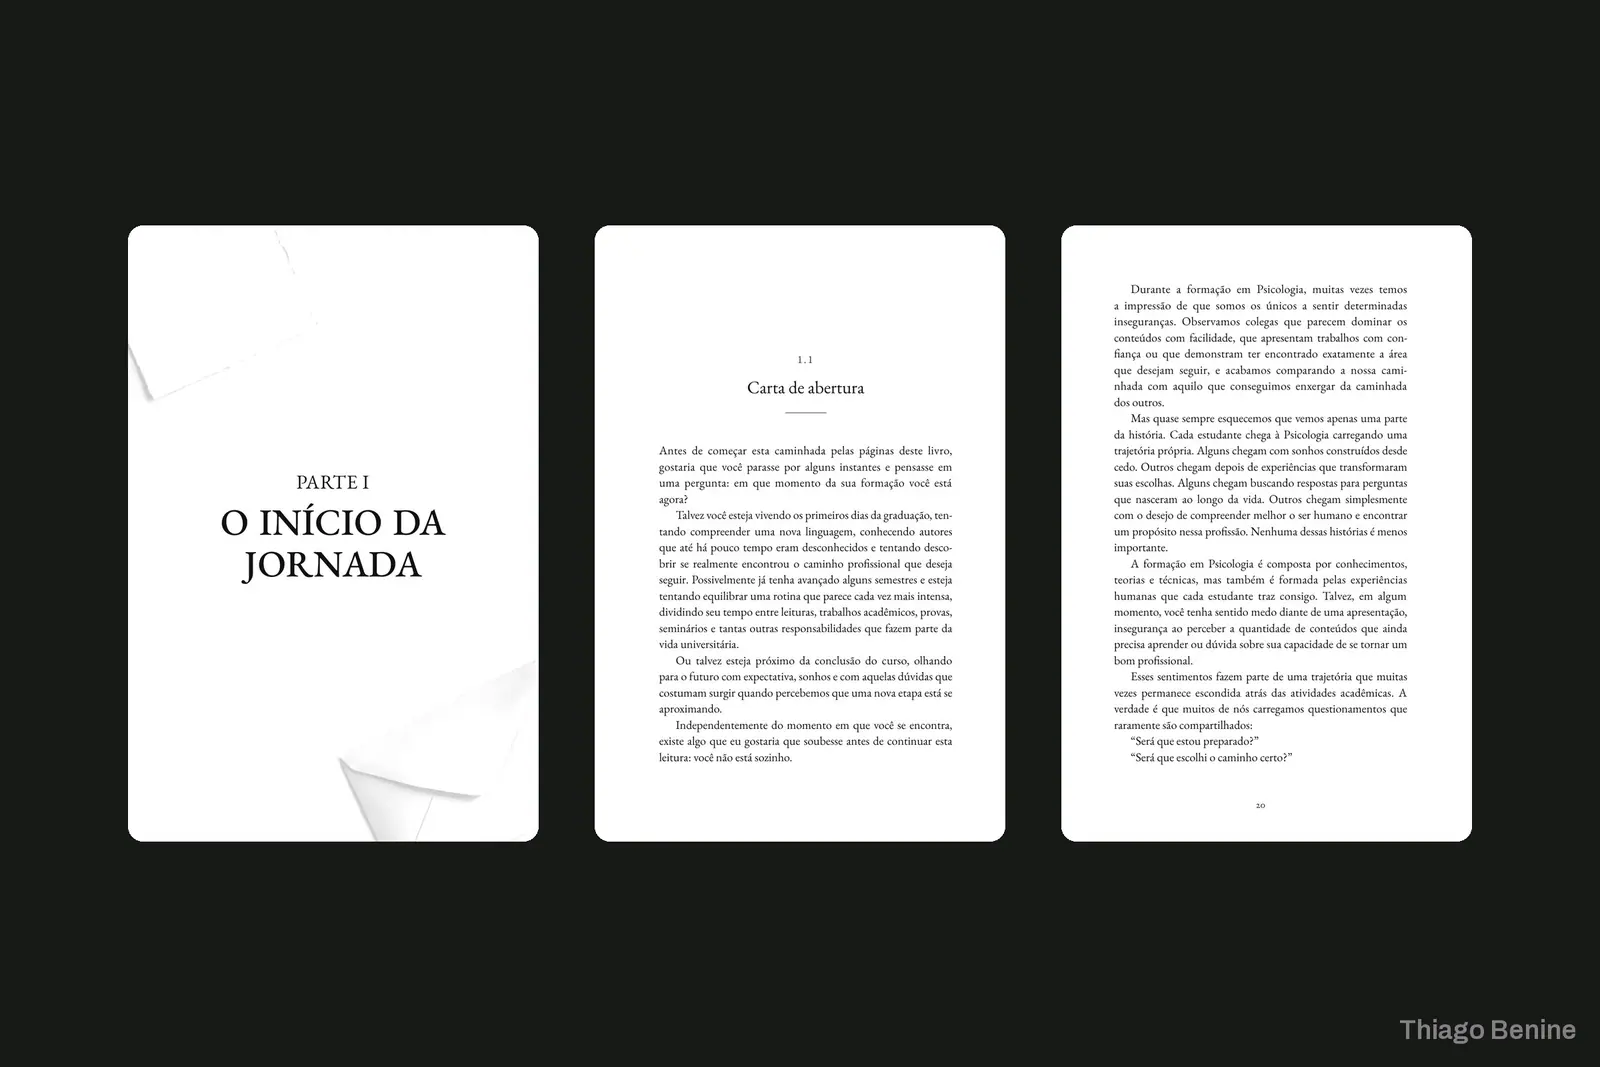 PARTE I
O INÍCIO DA
JORNADA
1.1
Carta de abertura
Antes de começar esta caminhada pelas páginas deste livro,
gostaria que você parasse por alguns instantes e pensasse em
uma pergunta: em que momento da sua formação você está
agora?
Talvez você esteja vivendo os primeiros dias da graduação, ten-
tando compreender uma nova linguagem, conhecendo autores
que até há pouco tempo eram desconhecidos e tentando desco-
brir se realmente encontrou o caminho profissional que deseja
seguir. Possivelmente já tenha avançado alguns semestres e esteja
tentando equilibrar uma rotina que parece cada vez mais intensa,
dividindo seu tempo entre leituras, trabalhos acadêmicos, provas,
seminários e tantas outras responsabilidades que fazem parte da
vida universitária.
Ou talvez esteja próximo da conclusão do curso, olhando
para o futuro com expectativa, sonhos e com aquelas dúvidas que
costumam surgir quando percebemos que uma nova etapa está se
aproximando.
Independentemente do momento em que você se encontra,
existe algo que eu gostaria que soubesse antes de continuar esta
leitura: você não está sozinho.
Durante a formação em Psicologia, muitas vezes temos
a impressão de que somos os únicos a sentir determinadas
inseguranças. Observamos colegas que parecem dominar os
conteúdos com facilidade, que apresentam trabalhos com con-
fiança ou que demonstram ter encontrado exatamente a área
que desejam seguir, e acabamos comparando a nossa cami-
nhada com aquilo que conseguimos enxergar da caminhada
dos outros.
Mas quase sempre esquecemos que vemos apenas uma parte
da história. Cada estudante chega à Psicologia carregando uma
trajetória própria. Alguns chegam com sonhos construídos desde
cedo. Outros chegam depois de experiências que transformaram
suas escolhas. Alguns chegam buscando respostas para perguntas
que nasceram ao longo da vida. Outros chegam simplesmente
com o desejo de compreender melhor o ser humano e encontrar
um propósito nessa profissão. Nenhuma dessas histórias é menos
importante.
A formação em Psicologia é composta por conhecimentos,
teorias e técnicas, mas também é formada pelas experiências
humanas que cada estudante traz consigo. Talvez, em algum
momento, você tenha sentido medo diante de uma apresentação,
insegurança ao perceber a quantidade de conteúdos que ainda
precisa aprender ou dúvida sobre sua capacidade de se tornar um
bom profissional.
Esses sentimentos fazem parte de uma trajetória que muitas
vezes permanece escondida atrás das atividades acadêmicas. A
verdade é que muitos de nós carregamos questionamentos que
raramente são compartilhados:
“Será que estou preparado?”
“Será que escolhi o caminho certo?”
20
Thiago Benine